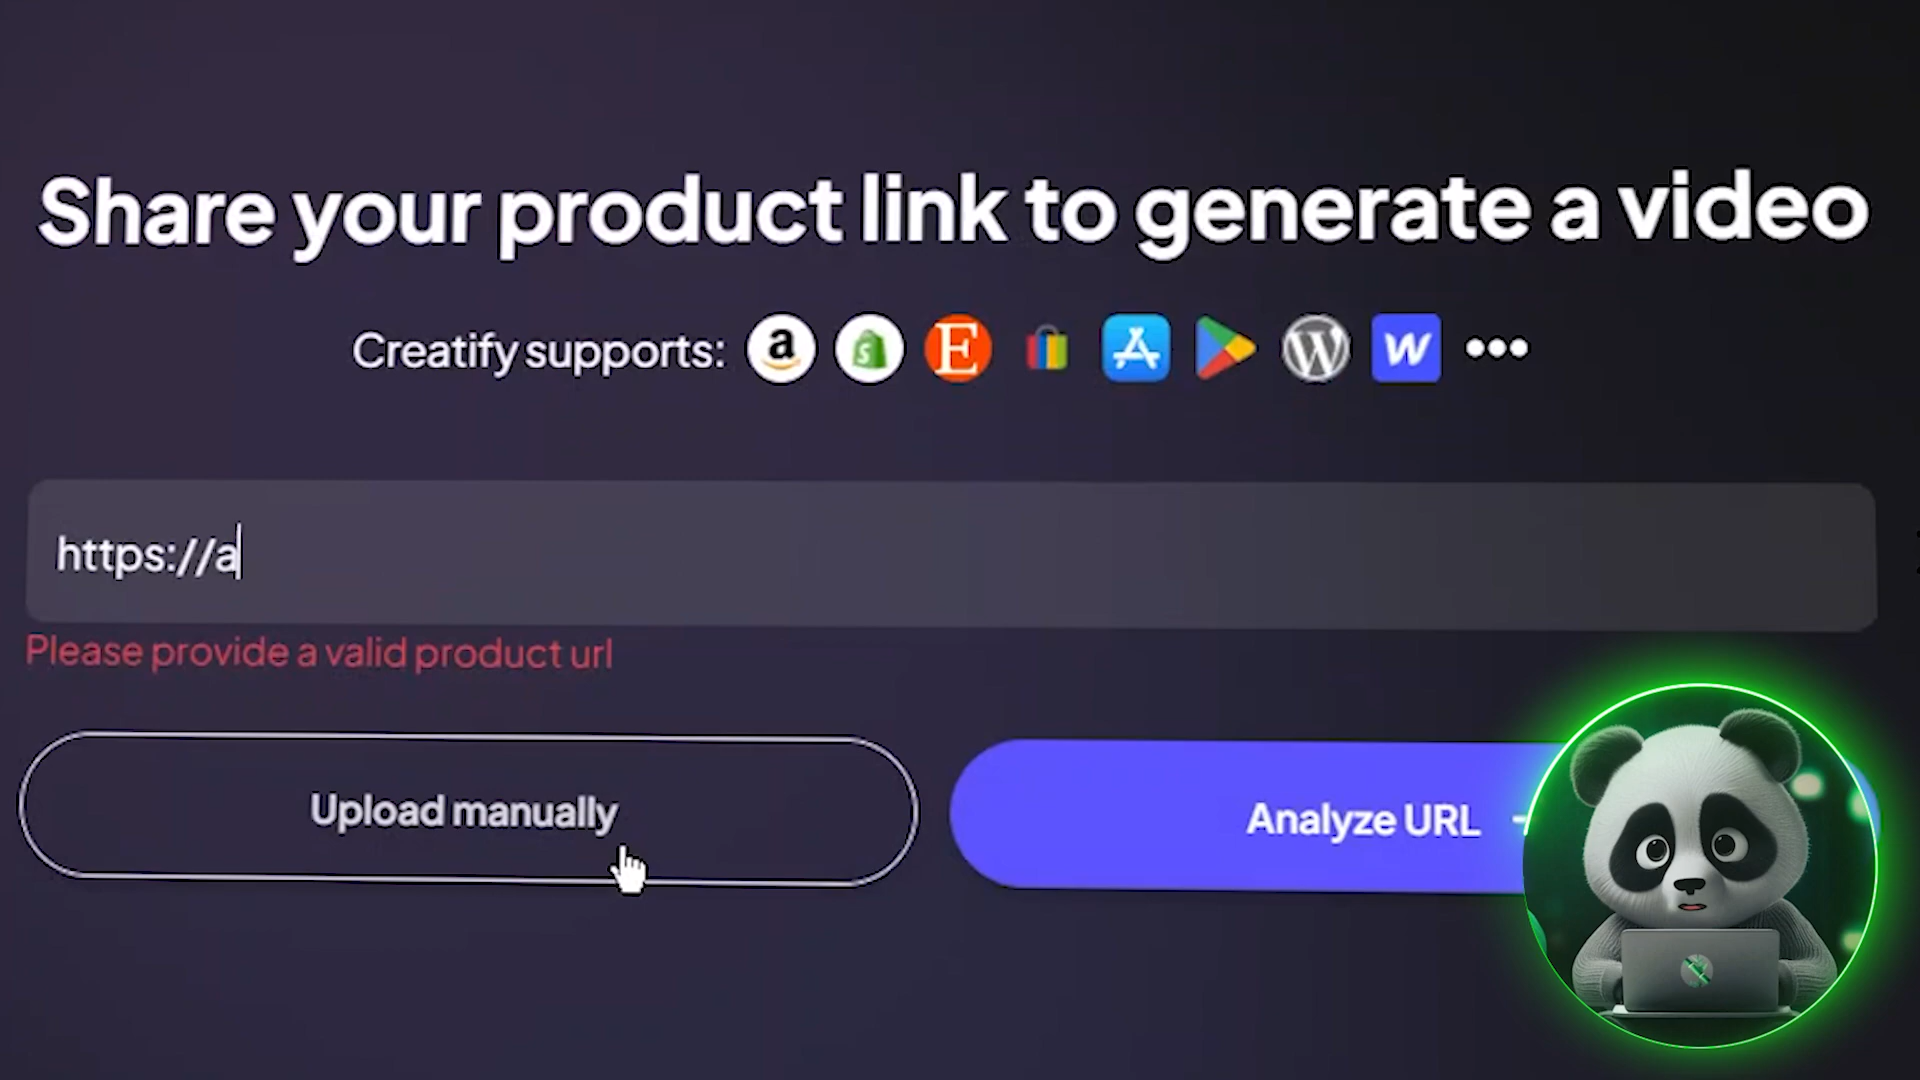 Share your product link to generate a video
Creatify supports:
https://a
Please provide a valid product url
Upload manually
Analyze URL